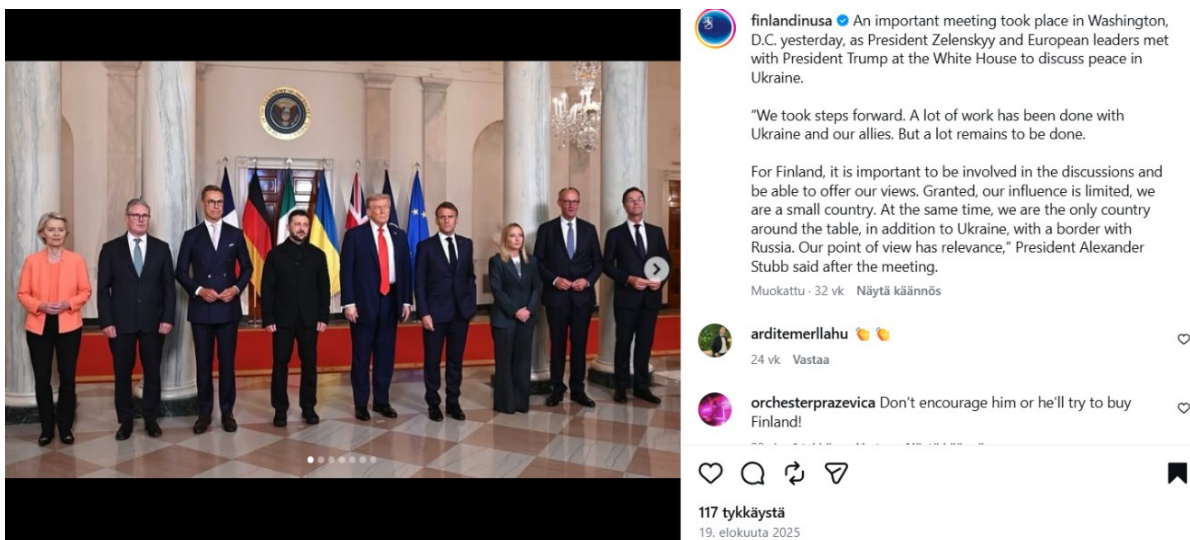 finlandinusa An important meeting took place in Washington,
D.C. yesterday, as President Zelenskyy and European leaders met
with President Trump at the White House to discuss peace in
Ukraine.
“We took steps forward. A lot of work has been done with
Ukraine and our allies. But a lot remains to be done.
For Finland, it is important to be involved in the discussions and
be able to offer our views. Granted, our influence is limited, we
are a small country. At the same time, we are the only country
around the table, in addition to Ukraine, with a border with
Russia. Our point of view has relevance,” President Alexander
Stubb said after the meeting.
Muokattu · 32 vk Näytä käännös
arditemerllahu 👏 👏
24 vk Vastaa
orchesterprazevica Don't encourage him or he'll try to buy
Finland!
117 tykkäystä
19. elokuuta 2025